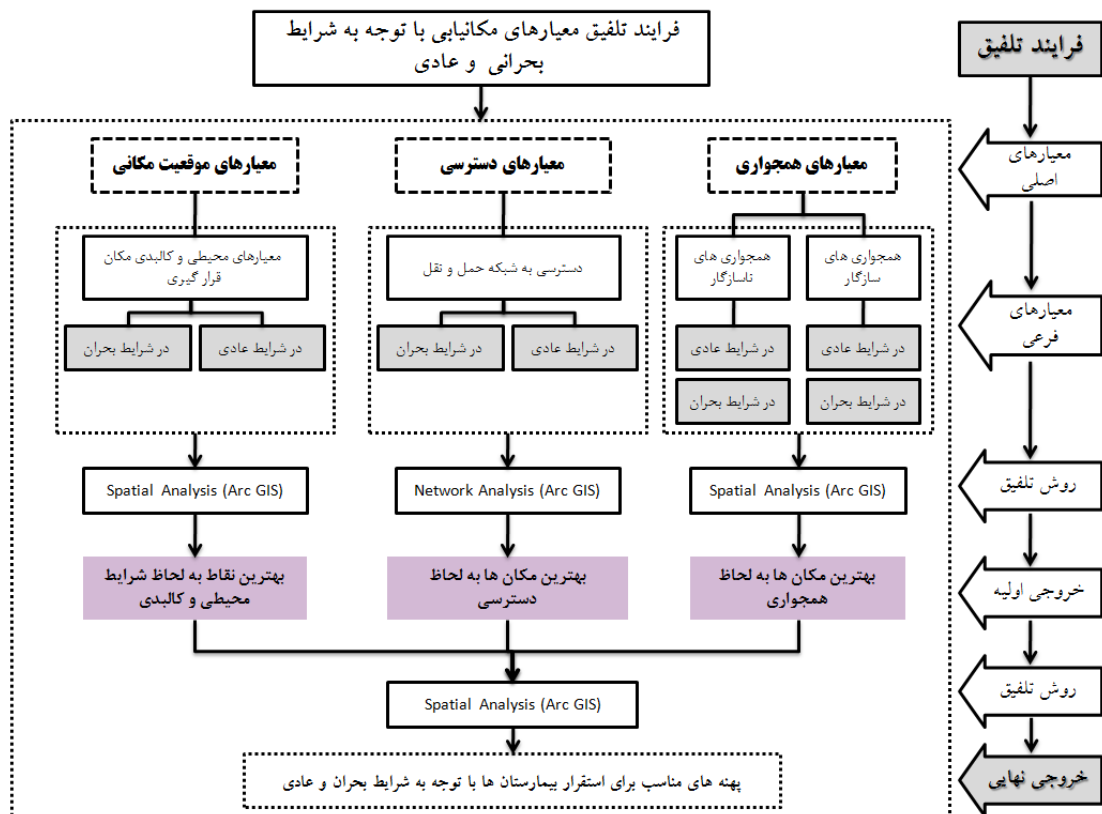 فرایند تلفیق معیارهای مکانیابی با توجه به شرایط
بحرانی و عادی
فرایند تلفیق
معیارهای
اصلی
معیارهای همجواری
معیارهای دسترسی
معیارهای موقعیت مکانی
معیارهای
فرعی
همجواری های
سازگار
همجواری های
ناسازگار
دسترسی به شبکه حمل و نقل
معیارهای محیطی و کالبدی مکان
قرار گیری
در شرایط عادی
در شرایط عادی
در شرایط عادی
در شرایط بحران
در شرایط عادی
در شرایط بحران
در شرایط بحران
در شرایط بحران
روش تلفیق
Spatial Analysis (Arc GIS)
Network Analysis (Arc GIS)
Spatial Analysis (Arc GIS)
خروجی اولیه
بهترین مکان ها به لحاظ
همجواری
بهترین مکان ها به لحاظ
دسترسی
بهترین نقاط به لحاظ شرایط
محیطی و کالبدی
روش تلفیق
Spatial Analysis (Arc GIS)
خروجی نهایی
پهنه های مناسب برای استقرار بیمارستان ها با توجه به شرایط بحران و عادی